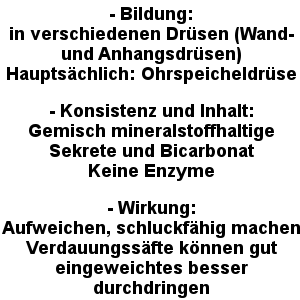 - Bildung:
in verschiedenen Drüsen (Wand-
und Anhangsdrüsen)
Hauptsächlich: Ohrspeicheldrüse
- Konsistenz und Inhalt:
Gemisch mineralstoffhaltige
Sekrete und Bicarbonat
Keine Enzyme
- Wirkung:
Aufweichen, schluckfähig machen
Verdauungssäfte können gut
eingeweichtes besser
durchdringen